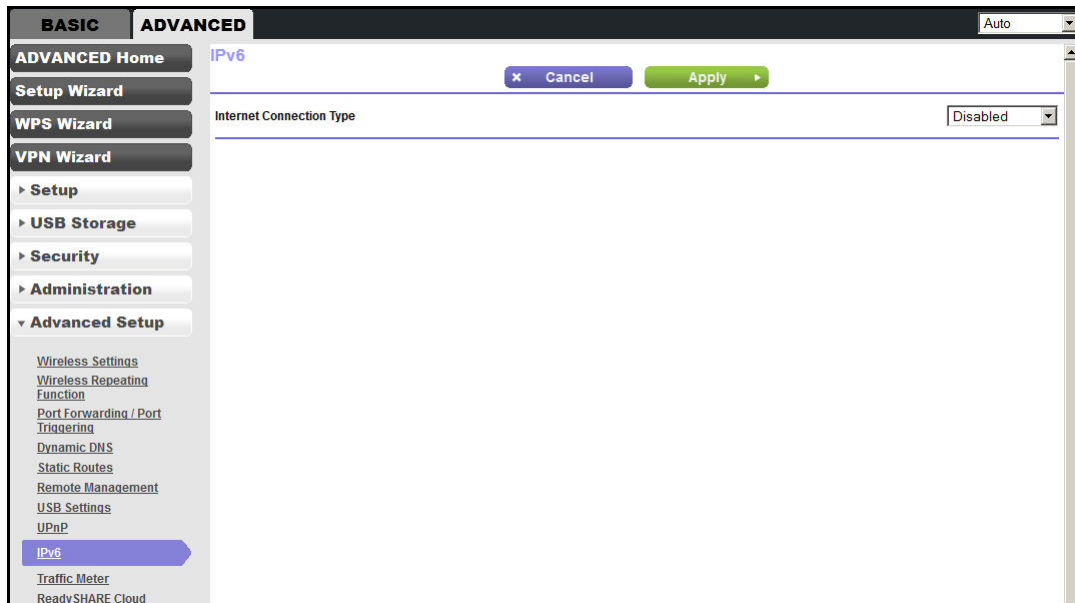 BASIC
ADVANCED
Auto
ADVANCED Home
Setup Wizard
WPS Wizard
VPN Wizard
Setup
USB Storage
Security
Administration
Advanced Setup
Wireless Settings
Wireless Repeating
Function
Port Forwarding / Port
Triggering
Dynamic DNS
Static Routes
Remote Management
USB Settings
UPnP
IPv6
Traffic Meter
ReadySHARE Cloud
IPv6
Cancel
Apply
Internet Connection Type
Disabled